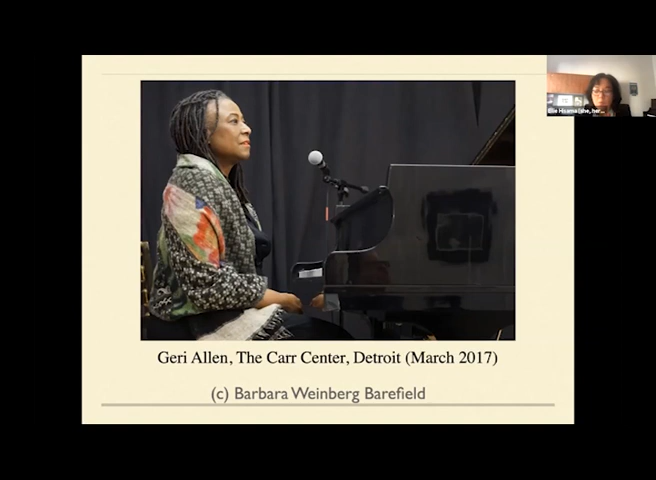 Geri Allen, The Carr Center, Detroit (March 2017)
(c) Barbara Weinberg Barefield